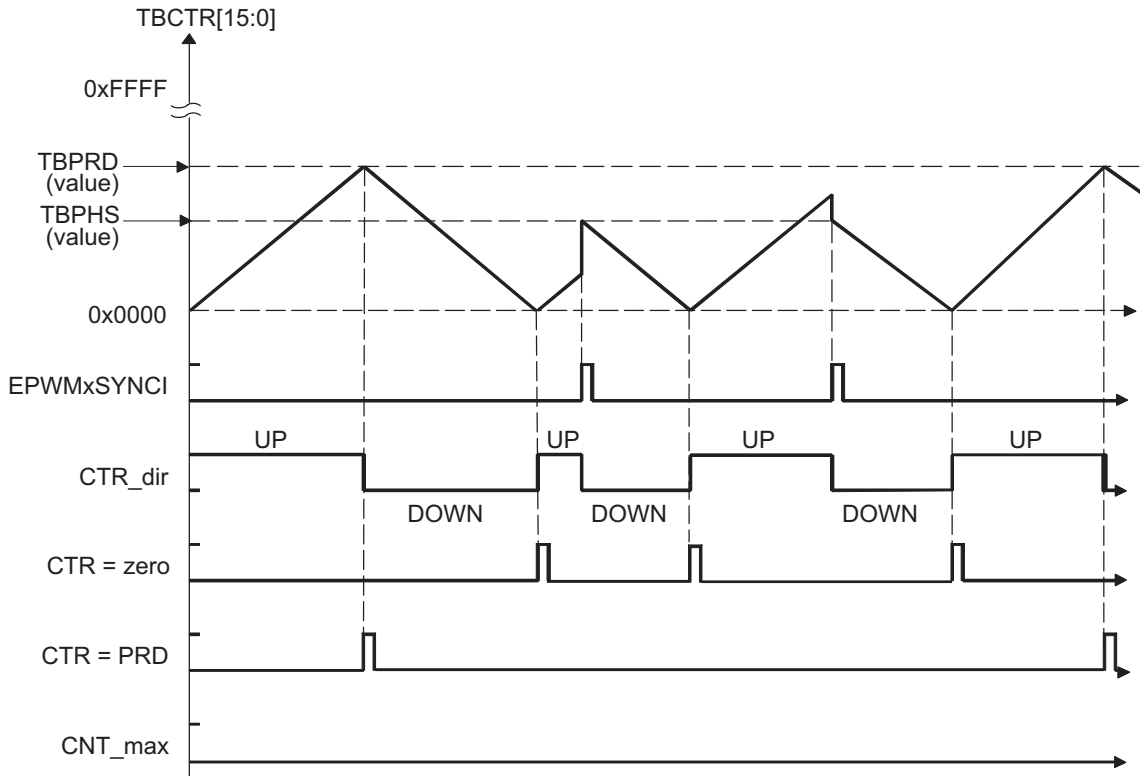 TBCTR[15:0]
0xFFFF
TBPRD
(value)
TBPHS
(value)
0x0000
EPWMxSYNCI
UP
UP
UP
UP
CTR_dir
DOWN
DOWN
DOWN
CTR = zero
CTR = PRD
CNT_max